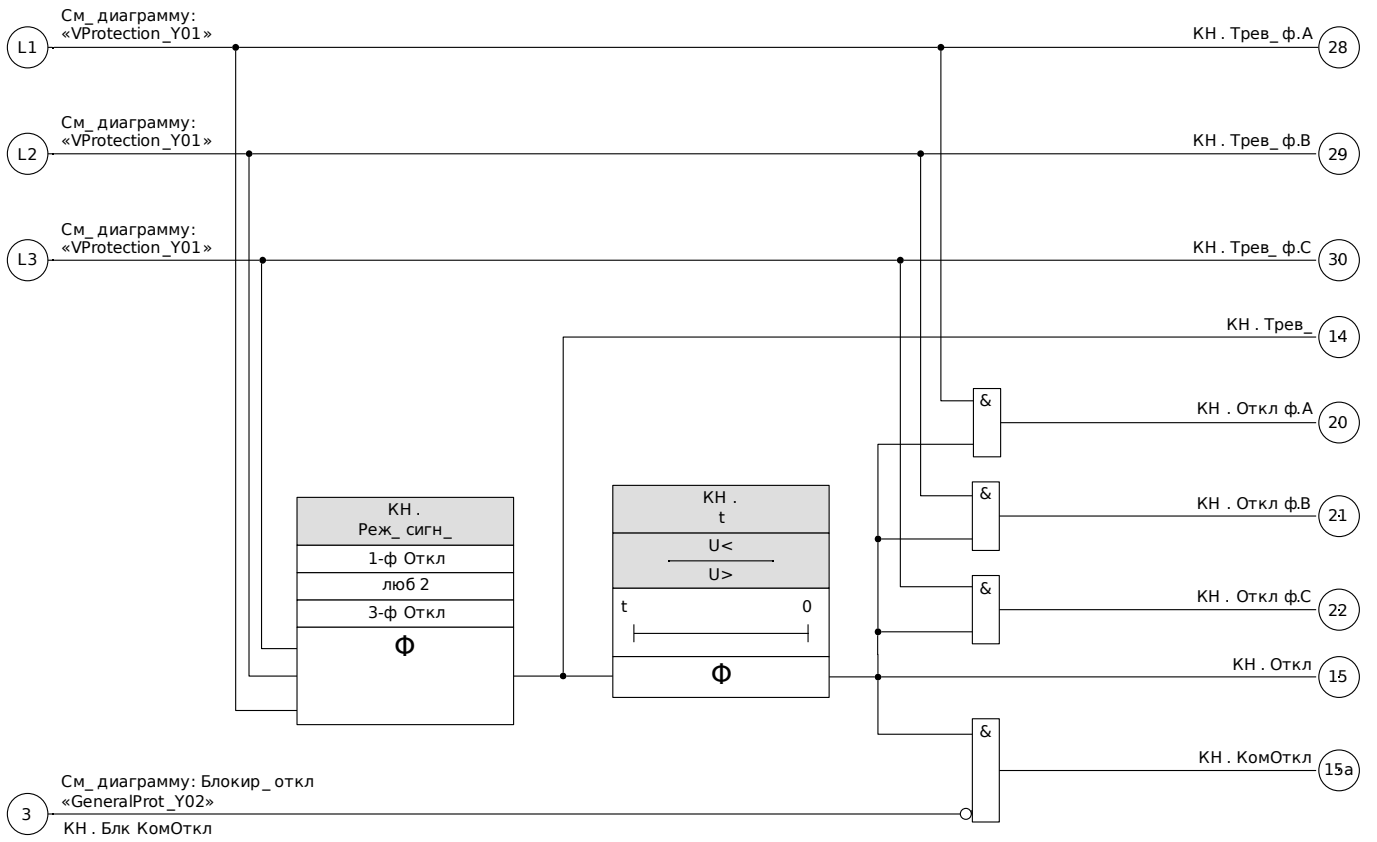 См_ диаграмму:
«VProtection_Y01»
L1
КН . Трев_ ф.A
28
См_ диаграмму:
«VProtection_Y01»
L2
КН . Трев_ ф.B
29
См_ диаграмму:
«VProtection_Y01»
L3
КН . Трев_ ф.C
30
КН . Трев_
14
&
КН . Откл ф.A
20
&
КН . Откл ф.B
21
КН .
Реж_ сигн_
1-ф Откл
люб 2
3-ф Откл
Ф
КН .
t
U<
U>
t 0
Ф
&
КН . Откл ф.C
22
КН . Откл
15
&
КН . КомОткл
15a
См_ диаграмму: Блокир_ откл
«GeneralProt_Y02»
3
КН . Блк КомОткл